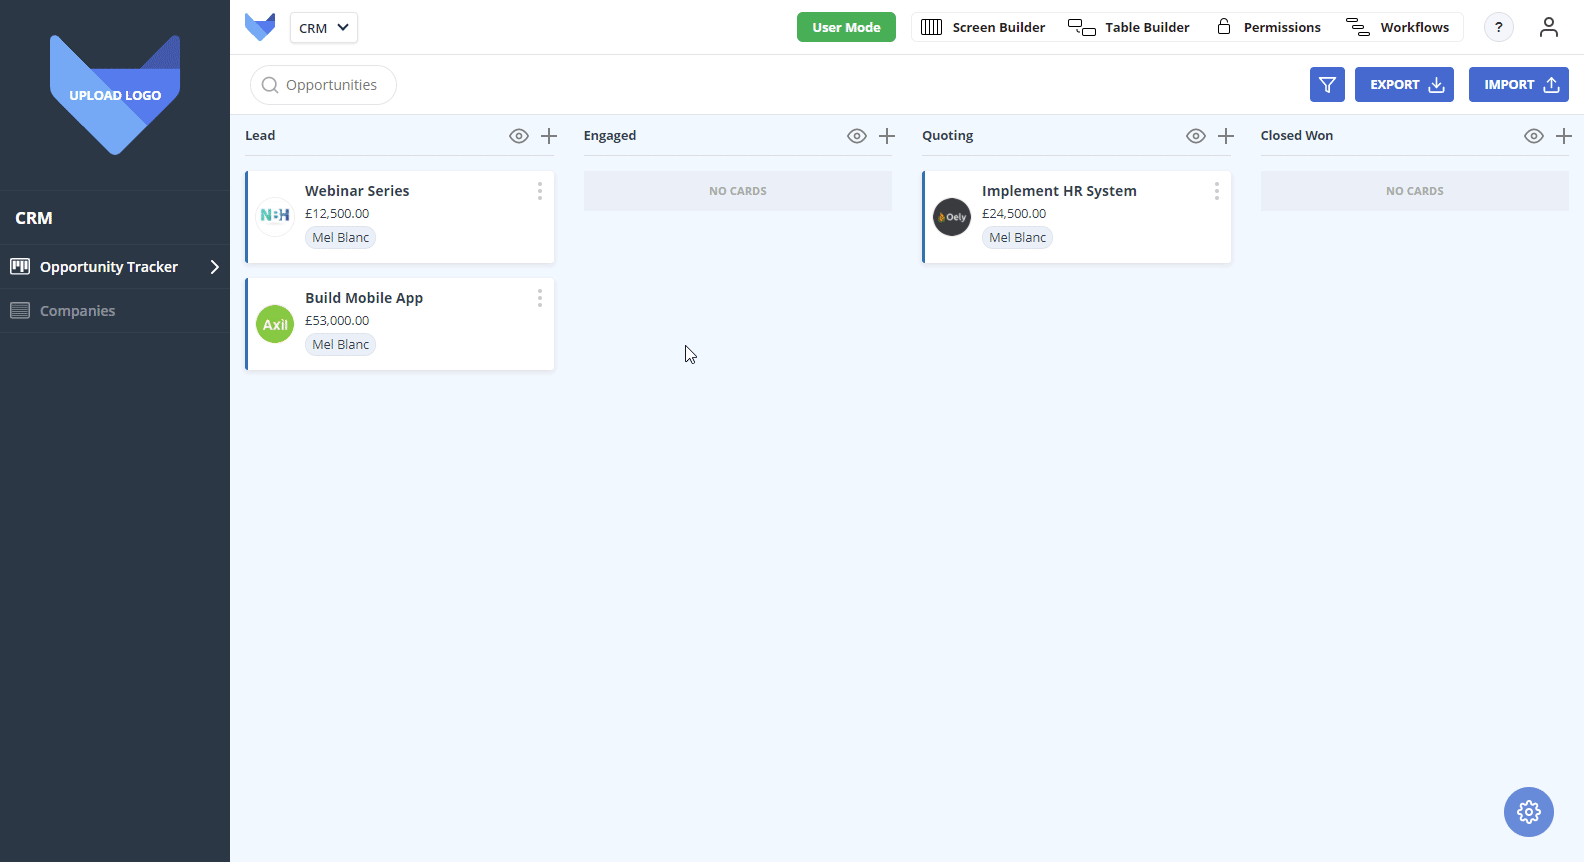 UPLOAD LOGO
CRM
Opportunity Tracker
Companies
CRM
User Mode
Screen Builder
Table Builder
Permissions
Workflows
?
Opportunities
EXPORT
IMPORT
Lead
Webinar Series
£12,500.00
Mel Blanc
Build Mobile App
Axil
£53,000.00
Mel Blanc
Engaged
NO CARDS
Quoting
Implement HR System
Oely
£24,500.00
Mel Blanc
Closed Won
NO CARDS